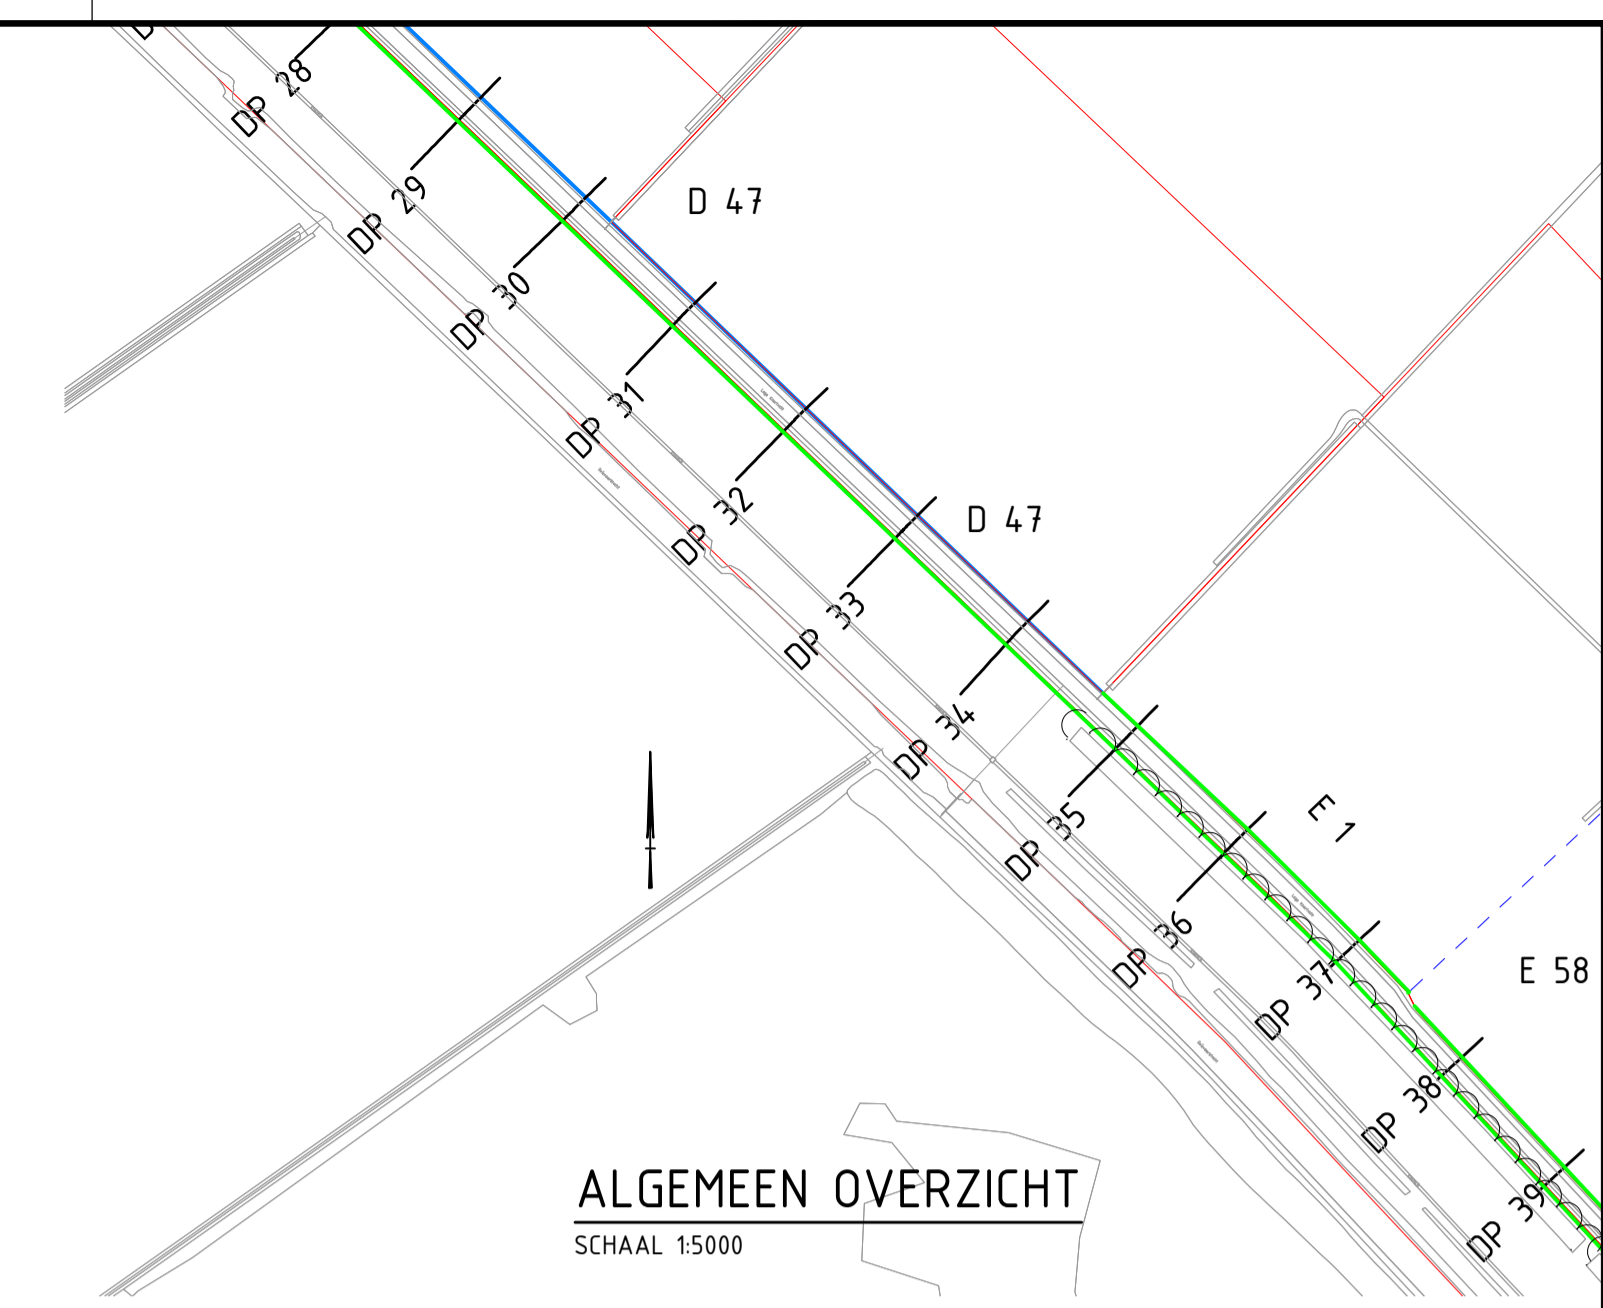 DP 28
DP 29
D 47
DP 30
DP 31
DP 32
D 47
DP 33
DP 34
DP 35
E 1
DP 36
E 58
DP 37
DP 38
DP 39
ALGEMEEN OVERZICHT
SCHAAL 1:5000